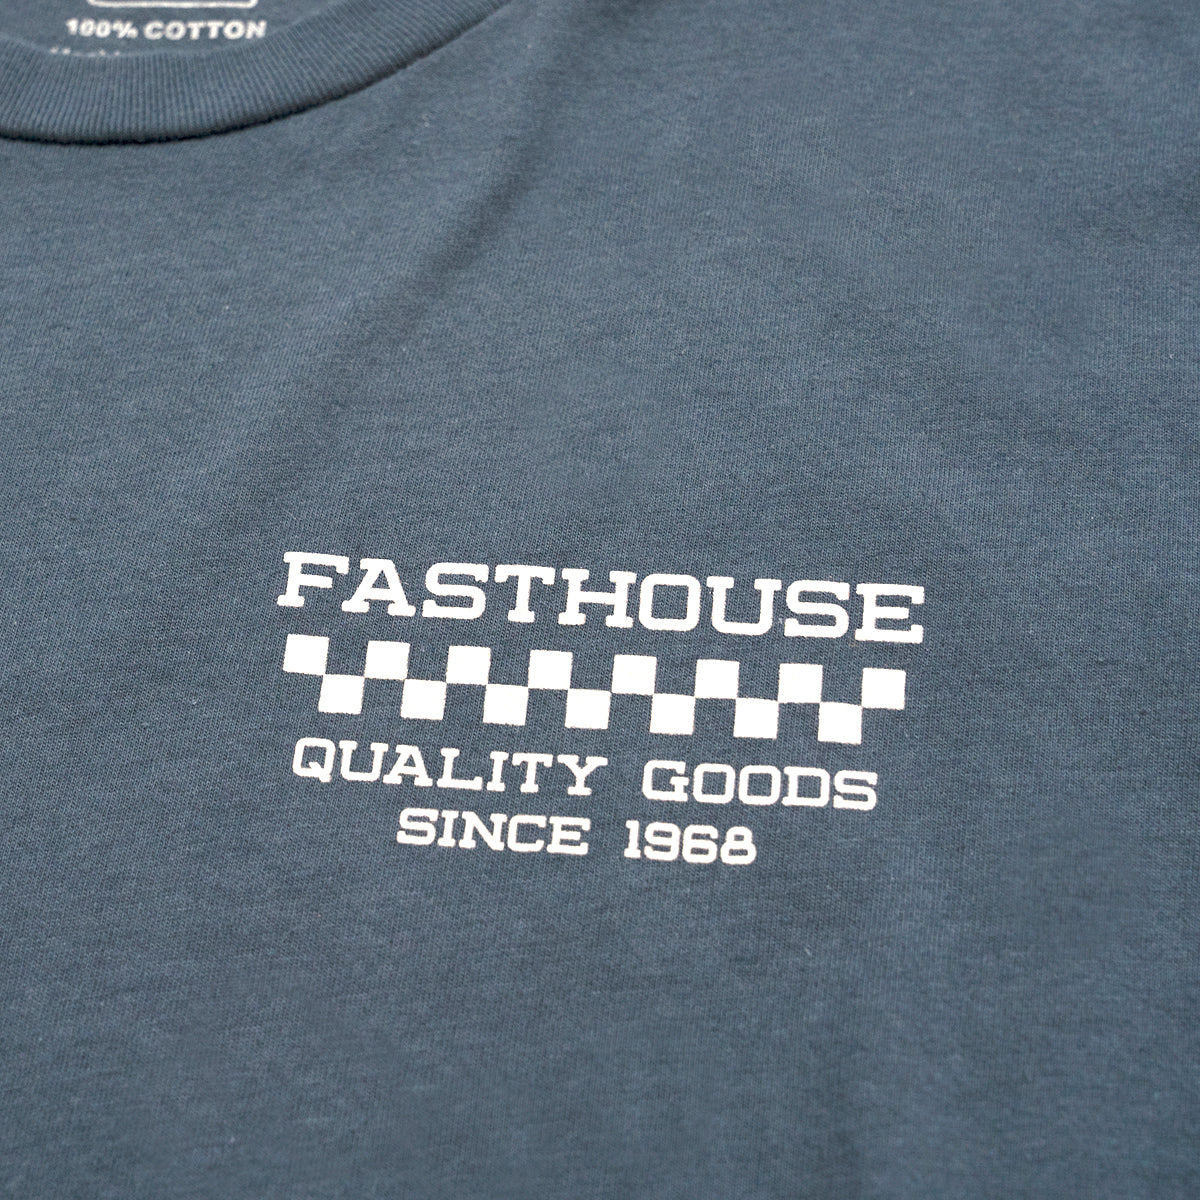 100% COTTON
FASTHOUSE
QUALITY GOODS
SINCE 1968